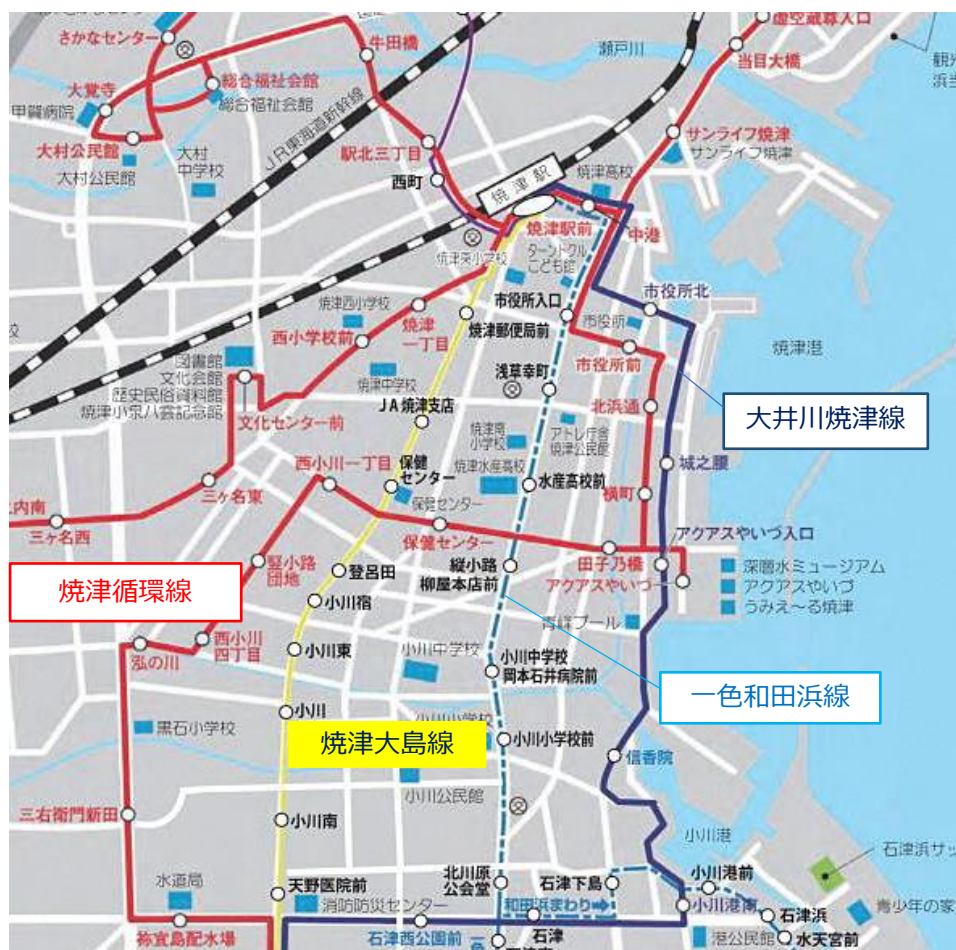 さかなセンター
牛田橋
虚空蔵尊入口
瀬戸川
当目大橋
大覚寺
総合福祉会館
総合福祉会館
甲賀病院
JR東海道新幹線
大村公民館
大村公民館
大村
中学校
駅北三丁目
西町
サンライフ焼津
サンライフ焼津
焼津駅
焼津高校
焼津駅前
中港
焼津東小学校
ターントクル
こども館
市役所入口
市役所北
市役所
焼津西小学校
焼津
一丁目
焼津郵便局前
西小学校前
市役所前
焼津港
図書館
文化会館
歴史民俗資料館
焼津小泉八雲記念館
焼津中学校
浅草幸町
JA焼津支店
北浜通
大井川焼津線
文化センター前
焼津南
小学校
アトレ庁舎
焼津公民館
西小川一丁目
保健
センター
焼津水産高校
水産高校前
城之腰
三ヶ名東
保健センター
横町
三ヶ名西
保健センター
アクアスやいづ入口
田子乃橋
アクアスやいづ
深層水ミュージアム
アクアスやいづ
うみえ～る焼津
焼津循環線
竪小路
団地
登呂田
縦小路
柳屋本店前
小川宿
青峰プール
西小川
四丁目
泓の川
小川東
小川中学校
小川中学校
岡本石井病院前
一色和田浜線
小川
黒石小学校
焼津大島線
小川小学校前
信香院
小川公民館
三右衛門新田
小川南
小川港
石津浜サッ
水道局
天野医院前
北川原
公会堂
石津下島
小川港前
消防防災センター
和田浜まわり→
小川港南
石津浜
青少年の家
祢宜島配水場
石津西公園前
石津
港公民館
水天宮前